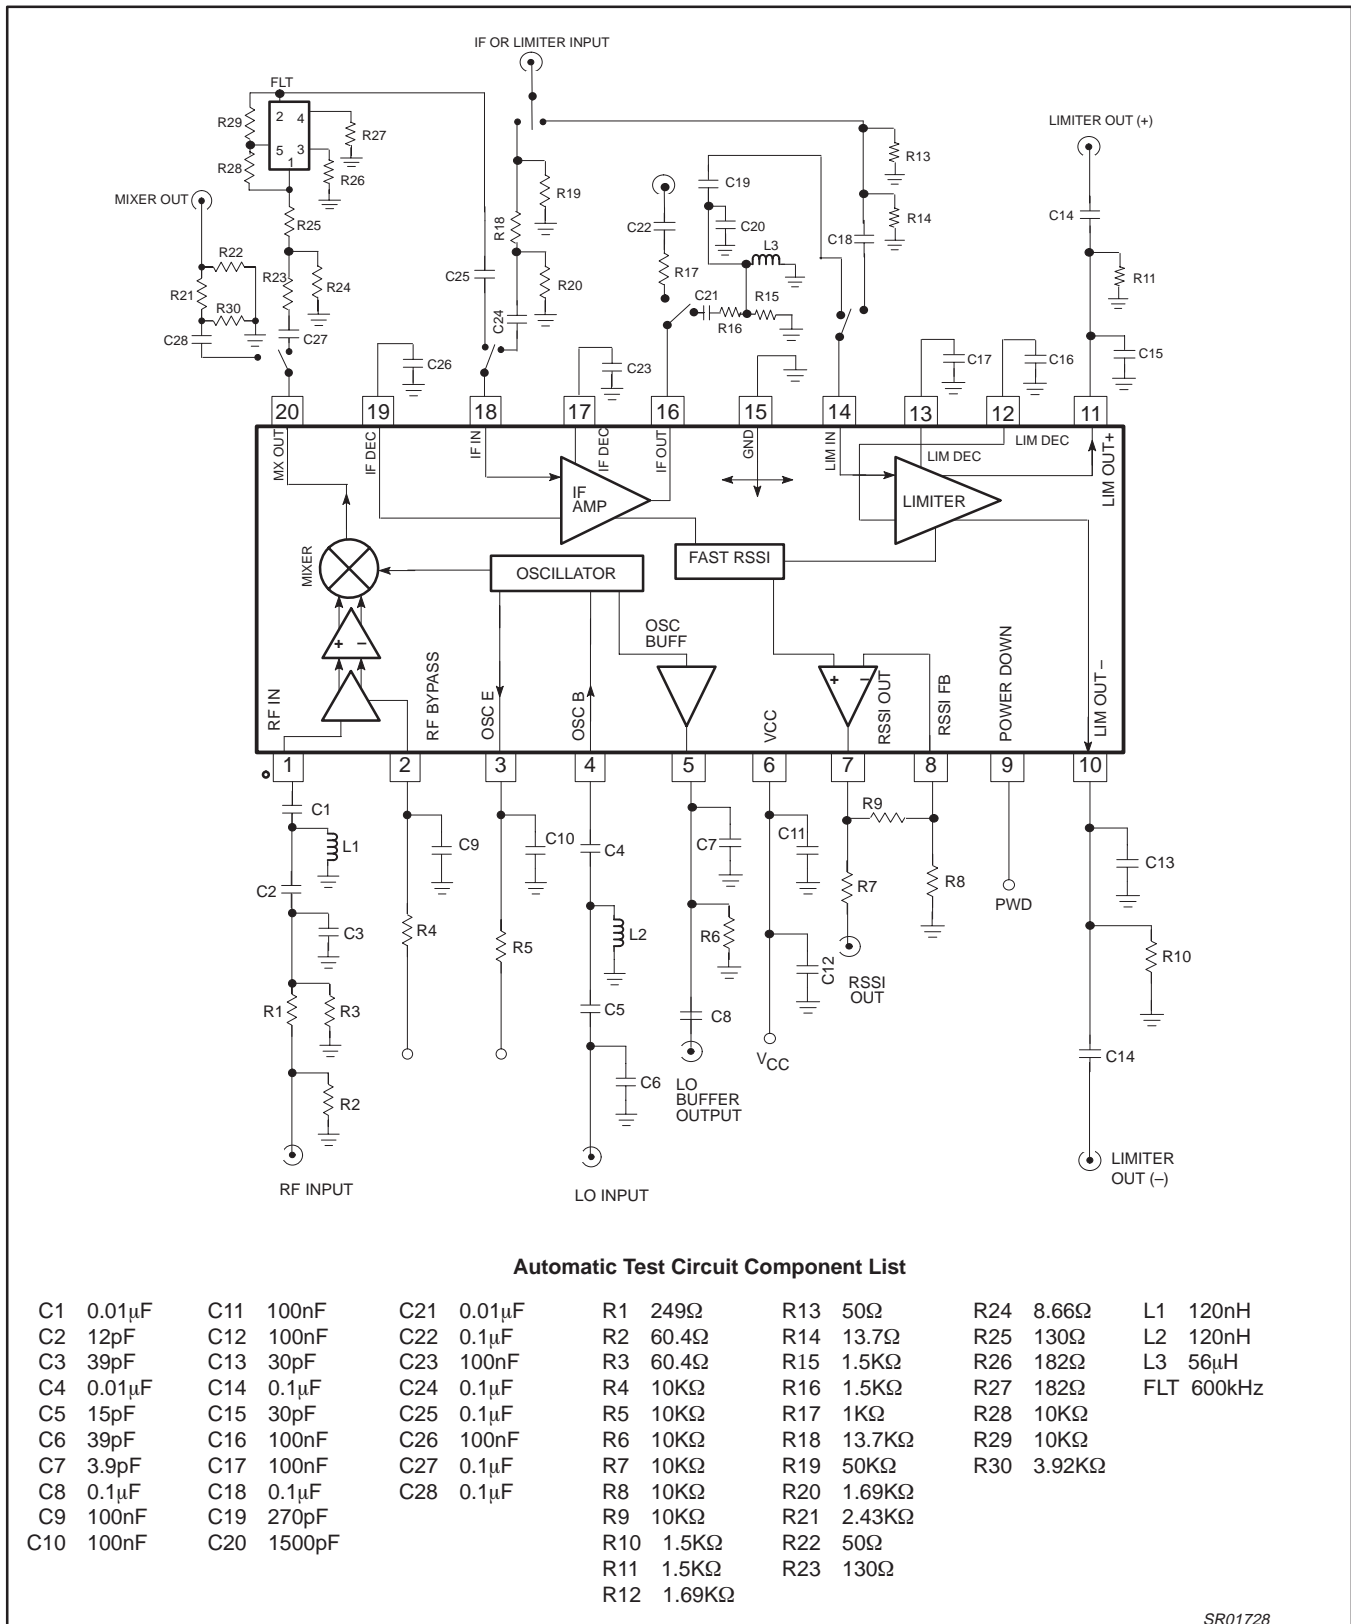 IF OR LIMITER INPUT
FLT
2 4
5 3
1
R29
R28
R27
R26
MIXER OUT
R25
R22
R21
R30
C28
R23
R24
C27
C25
R18
R19
R20
C24
C22
R17
C19
C20
L3
C21
R16
R15
C18
R13
R14
LIMITER OUT (+)
C14
R11
C15
C26
C23
C17
C16
20 19 18 17 16 15 14 13 12 11
MX OUT
IF DEC
IF IN
IF DEC
IF OUT
GND
LIM IN
LIM DEC
LIM DEC
LIM OUT+
IF
AMP
LIMITER
MIXER
OSCILLATOR
FAST RSSI
+ –
OSC
BUFF
+ –
RF IN
RF BYPASS
OSC E
OSC B
VCC
RSSI OUT
RSSI FB
POWER DOWN
LIM OUT–
1 2 3 4 5 6 7 8 9 10
C1
L1
C2
C3
R1
R3
R2
RF INPUT
C9
R4
C10
R5
C4
L2
C5
C6
LO INPUT
C7
R6
C8
LO
BUFFER
OUTPUT
C11
C12
VCC
R9
R7
R8
RSSI
OUT
PWD
C13
R10
C14
LIMITER
OUT (–)
Automatic Test Circuit Component List
C1 0.01μF
C2 12pF
C3 39pF
C4 0.01μF
C5 15pF
C6 39pF
C7 3.9pF
C8 0.1μF
C9 100nF
C10 100nF
C11 100nF
C12 100nF
C13 30pF
C14 0.1μF
C15 30pF
C16 100nF
C17 100nF
C18 0.1μF
C19 270pF
C20 1500pF
C21 0.01μF
C22 0.1μF
C23 100nF
C24 0.1μF
C25 0.1μF
C26 100nF
C27 0.1μF
C28 0.1μF
R1 249Ω
R2 60.4Ω
R3 60.4Ω
R4 10KΩ
R5 10KΩ
R6 10KΩ
R7 10KΩ
R8 10KΩ
R9 10KΩ
R10 1.5KΩ
R11 1.5KΩ
R12 1.69KΩ
R13 50Ω
R14 13.7Ω
R15 1.5KΩ
R16 1.5KΩ
R17 1KΩ
R18 13.7KΩ
R19 50KΩ
R20 1.69KΩ
R21 2.43KΩ
R22 50Ω
R23 130Ω
R24 8.66Ω
R25 130Ω
R26 182Ω
R27 182Ω
R28 10KΩ
R29 10KΩ
R30 3.92KΩ
L1 120nH
L2 120nH
L3 56μH
FLT 600kHz
SR01728